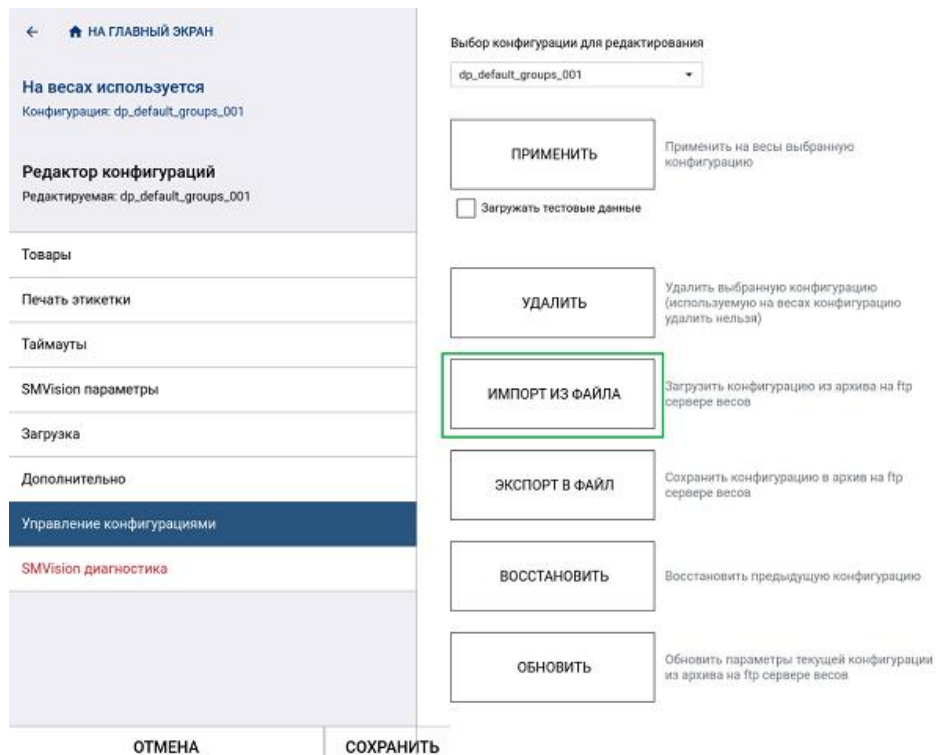 ← НА ГЛАВНЫЙ ЭКРАН
На весах используется
Конфигурация: dp_default_groups_001
Редактор конфигураций
Редактируемая: dp_default_groups_001
Товары
Печать этикетки
Таймауты
SMVision параметры
Загрузка
Дополнительно
Управление конфигурациями
SMVision диагностика
ОТМЕНА
СОХРАНИТЬ
Выбор конфигурации для редактирования
dp_default_groups_001
ПРИМЕНИТЬ
Применить на весы выбранную
конфигурацию
Загружать тестовые данные
УДАЛИТЬ
Удалить выбранную конфигурацию
(используемую на весах конфигурацию
удалить нельзя)
ИМПОРТ ИЗ ФАЙЛА
Загрузить конфигурацию из архива на ftp
сервере весов
ЭКСПОРТ В ФАЙЛ
Сохранить конфигурацию в архив на ftp
сервере весов
ВОССТАНОВИТЬ
Восстановить предыдущую конфигурацию
ОБНОВИТЬ
Обновить параметры текущей конфигурации
из архива на ftp сервере весов